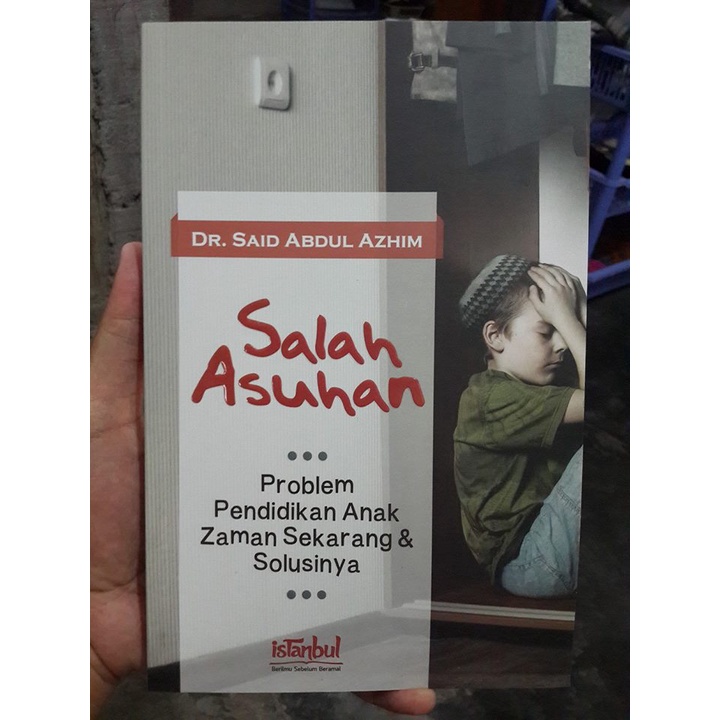 DR. SAID ABDUL AZHIM
Salah
Asuhan
Problem
Pendidikan Anak
Zaman Sekarang &
Solusinya
istanbul
Berilmu Sebelum Beramal